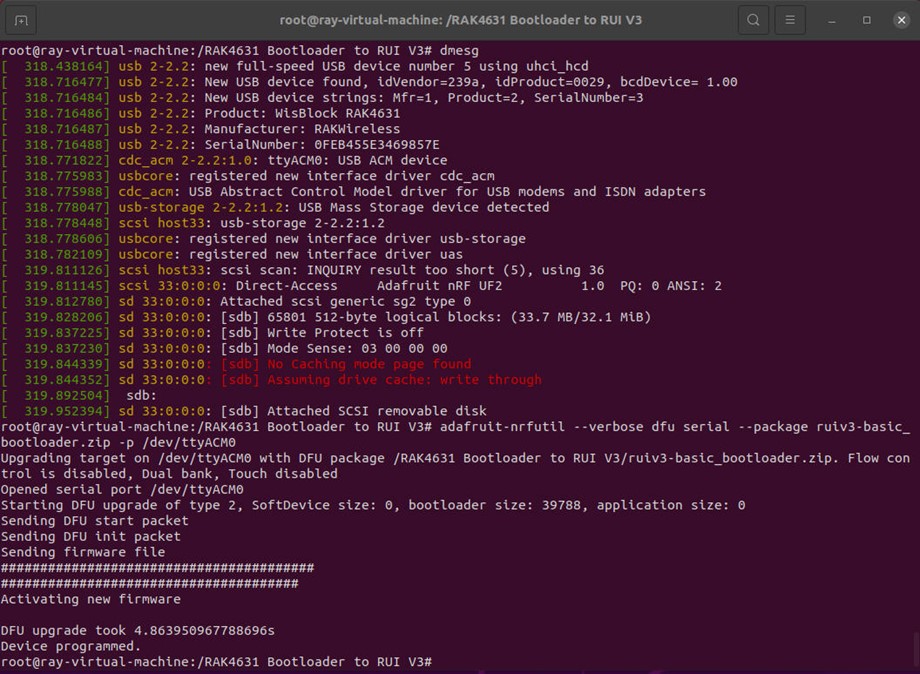 root@ray-virtual-machine: /RAK4631 Bootloader to RUI V3
root@ray-virtual-machine:/RAK4631 Bootloader to RUI V3# dmesg
[  318.438164] usb 2-2.2: new full-speed USB device number 5 using uhci_hcd
[  318.716477] usb 2-2.2: New USB device found, idVendor=239a, idProduct=0029, bcdDevice= 1.00
[  318.716484] usb 2-2.2: New USB device strings: Mfr=1, Product=2, SerialNumber=3
[  318.716486] usb 2-2.2: Product: WisBlock RAK4631
[  318.716487] usb 2-2.2: Manufacturer: RAKWireless
[  318.716488] usb 2-2.2: SerialNumber: 0FEB455E3469857E
[  318.771822] cdc_acm 2-2.2:1.0: ttyACM0: USB ACM device
[  318.775983] usbcore: registered new interface driver cdc_acm
[  318.775988] cdc_acm: USB Abstract Control Model driver for USB modems and ISDN adapters
[  318.778047] usb-storage 2-2.2:1.2: USB Mass Storage device detected
[  318.778448] scsi host33: usb-storage 2-2.2:1.2
[  318.778606] usbcore: registered new interface driver usb-storage
[  318.782109] usbcore: registered new interface driver uas
[  319.811126] scsi host33: scsi scan: INQUIRY result too short (5), using 36
[  319.811145] scsi 33:0:0:0: Direct-Access     Adafruit nRF UF2          1.0  PQ: 0 ANSI: 2
[  319.812780] sd 33:0:0:0: Attached scsi generic sg2 type 0
[  319.828206] sd 33:0:0:0: [sdb] 65801 512-byte logical blocks: (33.7 MB/32.1 MiB)
[  319.837225] sd 33:0:0:0: [sdb] Write Protect is off
[  319.837230] sd 33:0:0:0: [sdb] Mode Sense: 03 00 00 00
[  319.844339] sd 33:0:0:0: [sdb] No Caching mode page found
[  319.844352] sd 33:0:0:0: [sdb] Assuming drive cache: write through
[  319.892504]  sdb:
[  319.952394] sd 33:0:0:0: [sdb] Attached SCSI removable disk
root@ray-virtual-machine:/RAK4631 Bootloader to RUI V3# adafruit-nrfutil --verbose dfu serial --package ruiv3-basic_
bootloader.zip -p /dev/ttyACM0
Upgrading target on /dev/ttyACM0 with DFU package /RAK4631 Bootloader to RUI V3/ruiv3-basic_bootloader.zip. Flow con
trol is disabled, Dual bank, Touch disabled
Opened serial port /dev/ttyACM0
Starting DFU upgrade of type 2, SoftDevice size: 0, bootloader size: 39788, application size: 0
Sending DFU start packet
Sending DFU init packet
Sending firmware file
########################################
######################################
Activating new firmware
DFU upgrade took 4.863950967788696s
Device programmed.
root@ray-virtual-machine:/RAK4631 Bootloader to RUI V3#